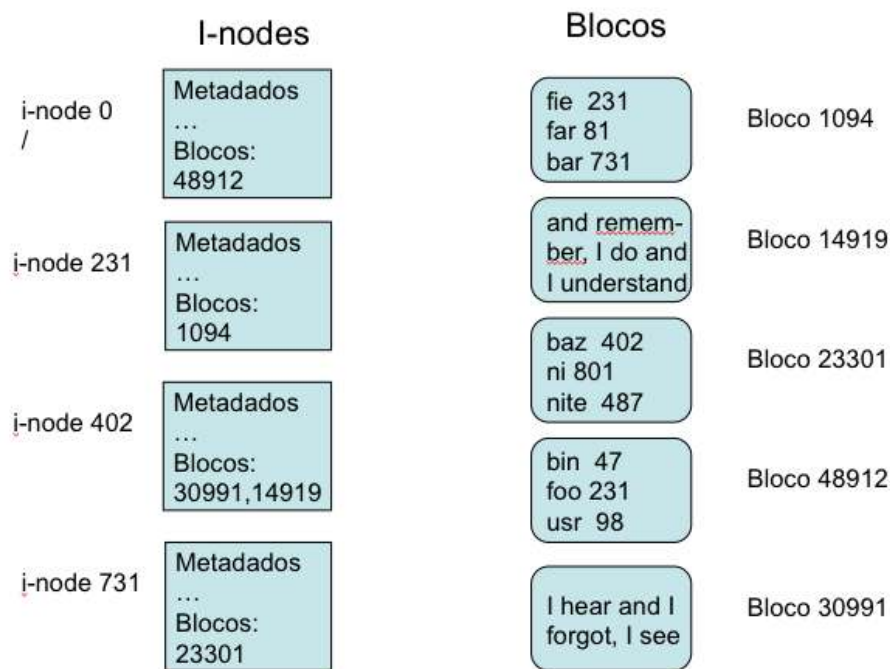 I-nodes
Blocos
i-node 0
/
Metadados
…
Blocos:
48912
fie 231
far 81
bar 731
Bloco 1094
i-node 231
Metadados
…
Blocos:
1094
and remem-
ber, I do and
I understand
Bloco 14919
baz 402
ni 801
nite 487
Bloco 23301
i-node 402
Metadados
…
Blocos:
30991,14919
bin 47
foo 231
usr 98
Bloco 48912
i-node 731
Metadados
…
Blocos:
23301
I hear and I
forgot, I see
Bloco 30991